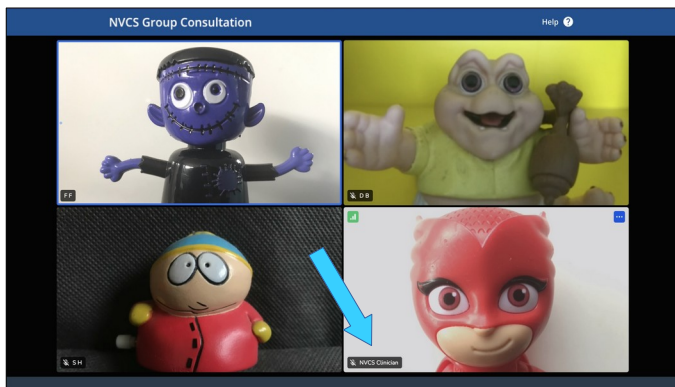 NVCS Group Consultation
Help ?
FF
D B
S H
NVCS Clinician